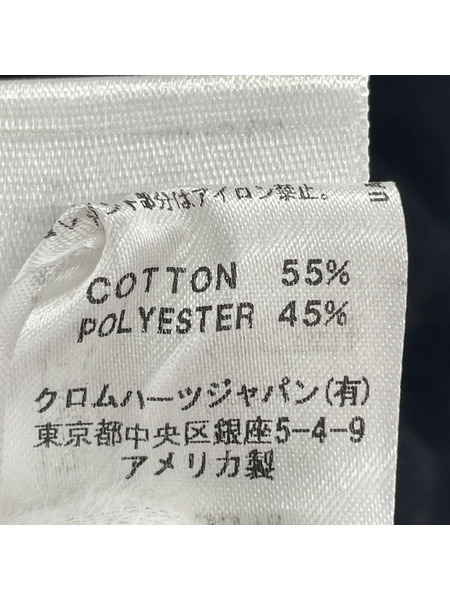 ント部分はアイロン禁止。
COTTON 55%
POLYESTER 45%
クロムハーツジャパン(有)
東京都中央区銀座5-4-9
アメリカ製